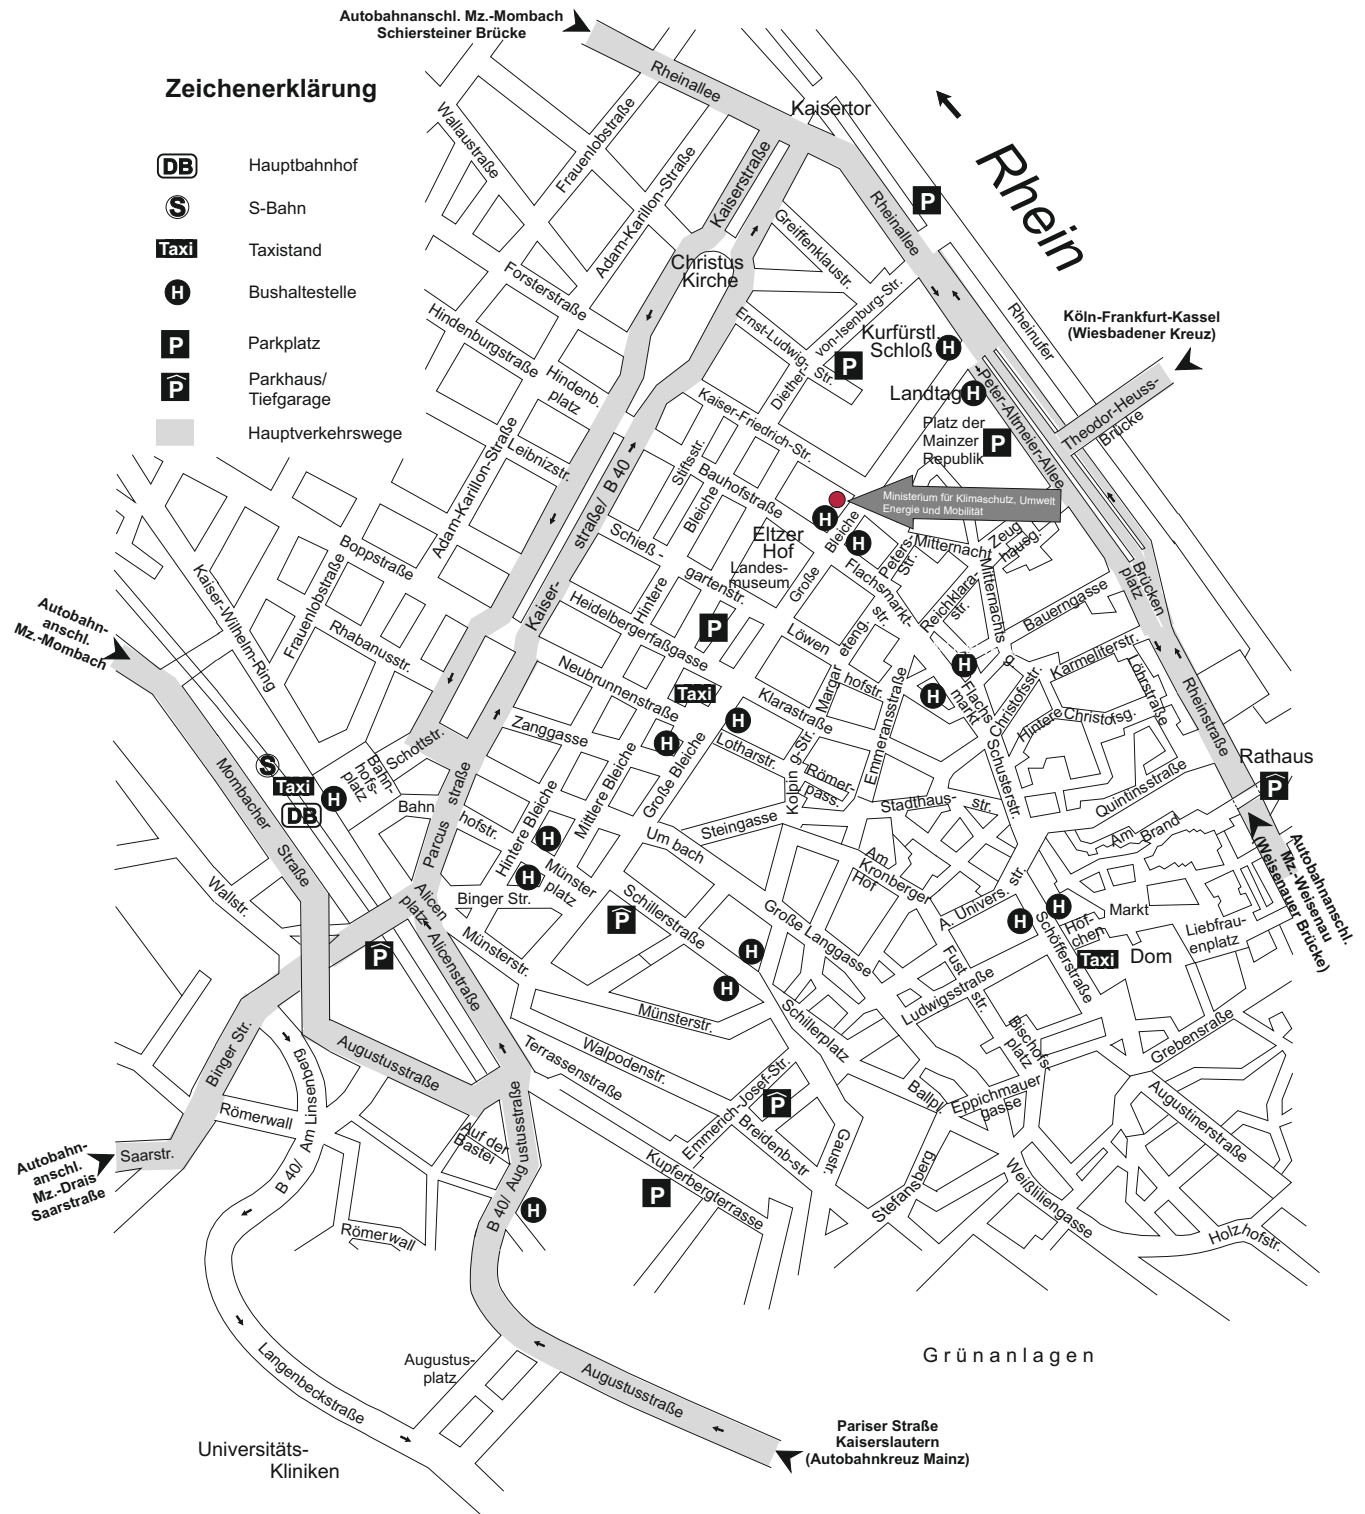 Autobahnanschl. Mz.-Mombach
Schiersteiner Brücke
Zeichenerklärung
DB Hauptbahnhof
S S-Bahn
Taxi Taxistand
H Bushaltestelle
P Parkplatz
P Parkhaus/
Tiefgarage
Hauptverkehrswege
Rheinallee
Kaisertor
Rhein
Wallaustraße
Frauenlobstraße
Adam-Karillon-Straße
Kaiserstraße
Rheinallee
P
Greiffenklaustr.
Christus
Kirche
Forsterstraße
Hindenburgstraße
Hindenb.
platz
Ernst-Ludwig-
Str.
von-Isenburg-Str.
Diether
Kurfürstl.
Schloß
H
P
Landtag
H
Rheinufer
Köln-Frankfurt-Kassel
(Wiesbadener Kreuz)
Theodor-Heuss-
Brücke
Peter-Altmeier-Allee
Platz der
Mainzer
Republik
P
Kaiser-Friedrich-Str.
Leibnizstr.
Adam-Karillon-Straße
Stiftsstr.
Bauhofstraße
Bleiche
straße/ B 40
Kaiser-
Ministerium für Klimaschutz, Umwelt
Energie und Mobilität
H
Eltzer
Hof
Landes-
museum
Bleiche
Große
H
Peters-
Str.
Mitternacht
Zeug
hausg.
Mitternachts
g.
Schieß -
gartenstr.
Hintere
Heidelbergerfaßgasse
P
Flachsmarkt-
str.
Reichklara-
str.
Bauerngasse
Brücken
platz
Karmeliterstr.
Löhrstraße
Rheinstraße
Boppstraße
Kaiser-Wilhelm-Ring
Frauenlobstraße
Rhabanusstr.
Autobahn-
anschl.
Mz.-Mombach
Neubrunnenstraße
Taxi
Löwen
hofstr.
Margar
eteng.
Klarastraße
Emmeransstraße
H
H
Flachs
markt
Christofsstr.
Hintere Christofsg.
Schusterstr.
Quintinsstraße
Rathaus
P
Zanggasse
H
H
Große Bleiche
Lotharstr.
Kolpin g-Str.
Römer-
pass.
Stadthaus- str.
Steingasse
Am Brand
Schottstr.
Bahn-
hofs-
platz
S
Taxi
DB
H
Mombacher
Straße
Bahn
hofstr.
Parcus straße
Hintere Bleiche
Mittlere Bleiche
H
H
Münster
platz
Um bach
Am
Kronberger
Hof
Binger Str.
Wallstr.
Alicen
platz
Alicenstraße
Münsterstr.
P
P
Schillerstraße
H
H
Große Langgasse
A. Univers. str.
H
H
Markt
Höf-
chen
Schöfferstraße
Taxi
Dom
Liebfrau-
enplatz
Autobahnanschl.
Mz. Weisenau
(Weisenauer Brücke)
Fust
str.
Ludwigsstraße
Bischofs-
platz
Münsterstr.
Schillerplatz
Walpodenstr.
Terrassenstraße
Emmerich-Josef-Str.
P
Breidenb-str
Gaustr.
Ballpl.
Eppichmauer
gasse
Grebensraße
Augustinerstraße
Binger Str.
Augustusstraße
B 40/ Am Linsenberg
Römerwall
Auf der
Bastei
B 40/ Aug ustusstraße
Kupferbergterrasse
P
Stefansberg
Weißliliengasse
Holzhofstr.
Saarstr.
Autobahn-
anschl.
Mz.-Drais
Saarstraße
Römerwall
H
Langenbeckstraße
Augustus-
platz
Augustusstraße
Grünanlagen
Universitäts-
Kliniken
Pariser Straße
Kaiserslautern
(Autobahnkreuz Mainz)